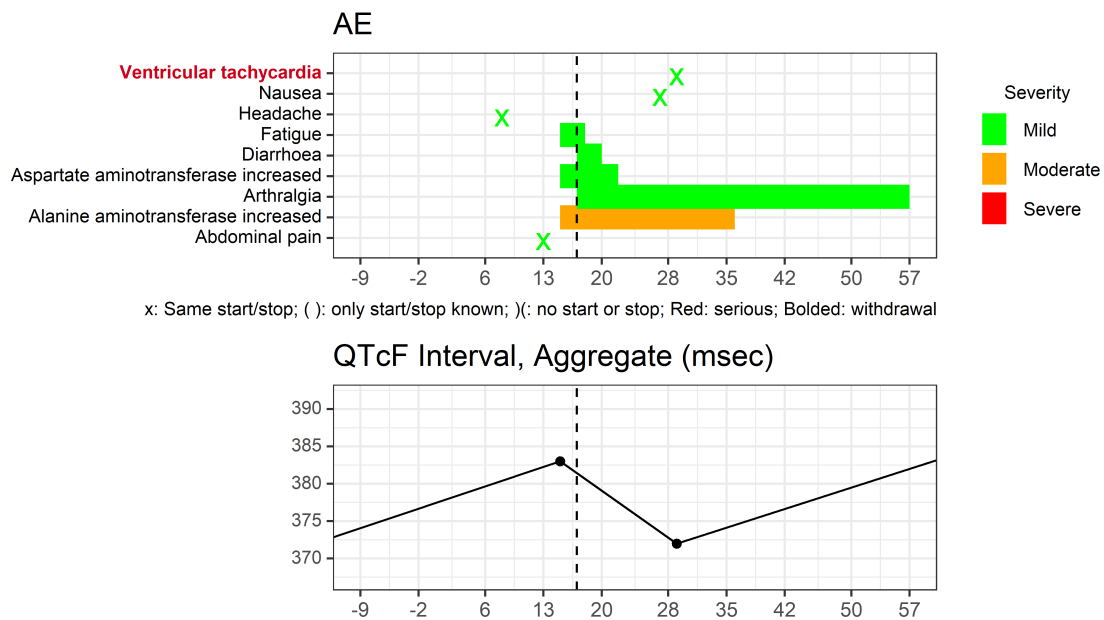 AE
Ventricular tachycardia
Nausea
Headache
Fatigue
Diarrhoea
Aspartate aminotransferase increased
Arthralgia
Alanine aminotransferase increased
Abdominal pain
x
x
x
x
-9 -2 6 13 20 28 35 42 50 57
Severity
Mild
Moderate
Severe
x: Same start/stop; ( ): only start/stop known; )(: no start or stop; Red: serious; Bolded: withdrawal
QTcF Interval, Aggregate (msec)
390
385
380
375
370
-9 -2 6 13 20 28 35 42 50 57